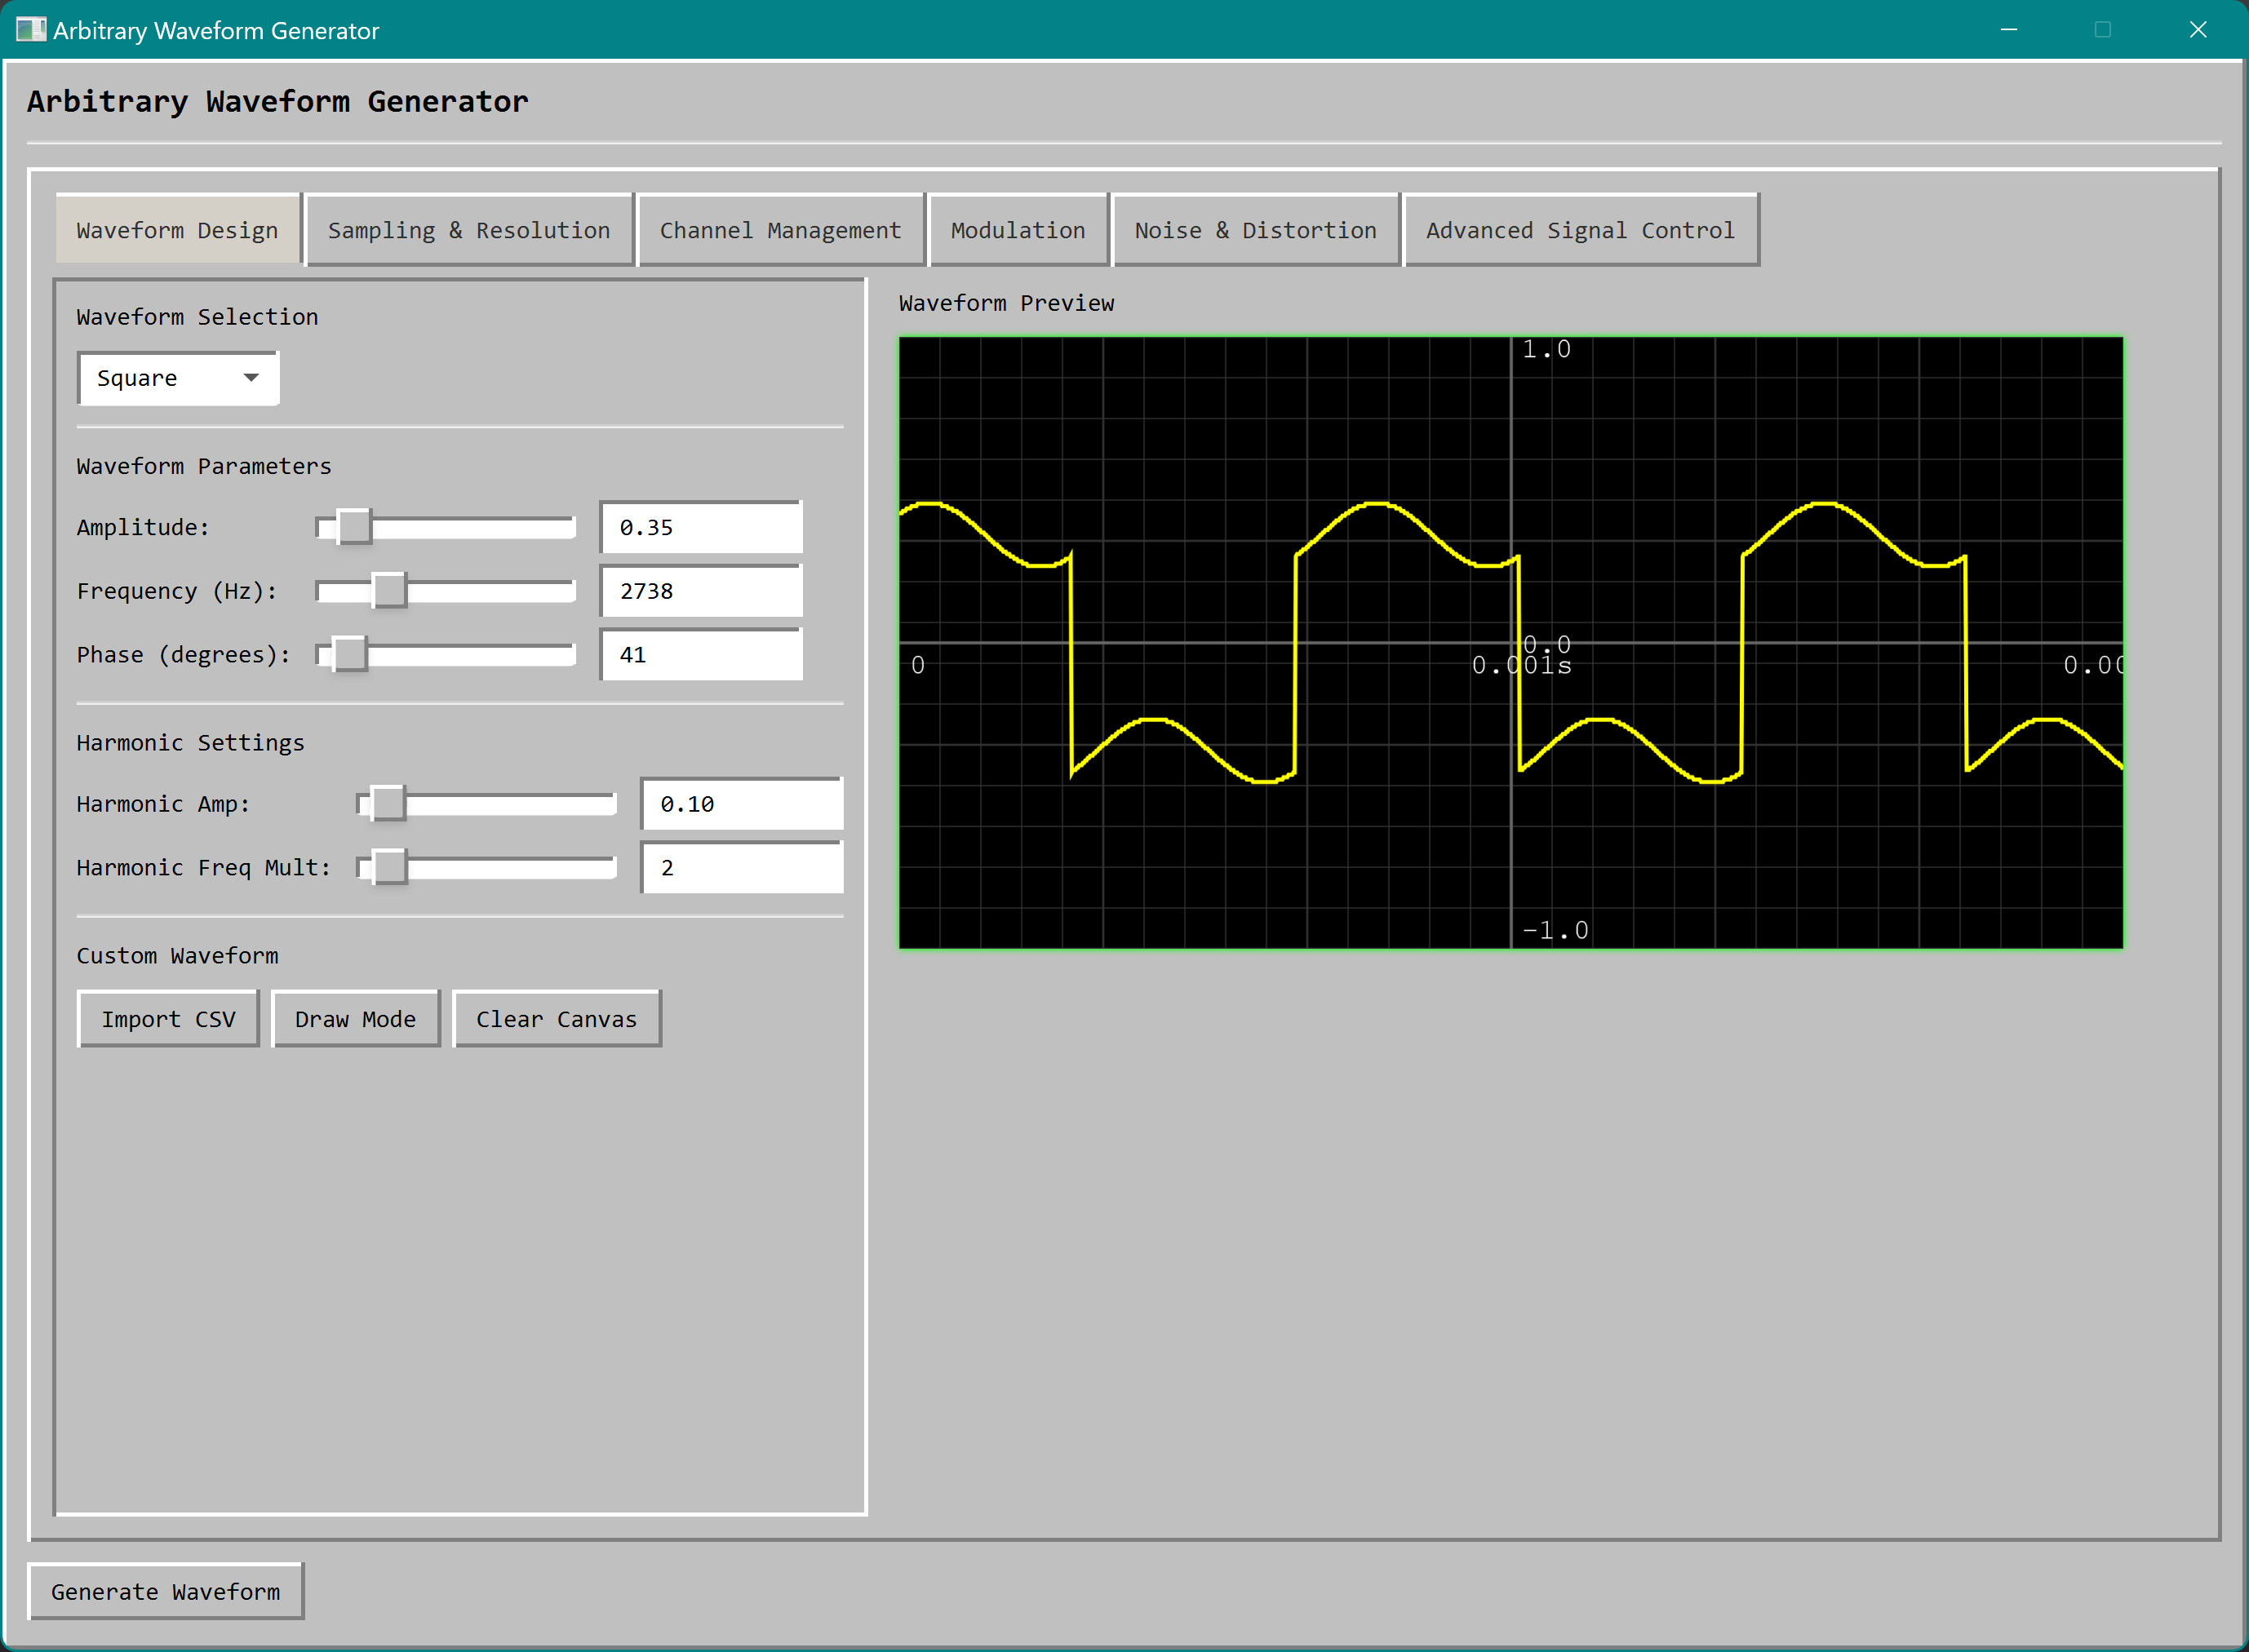 Arbitrary Waveform Generator
Arbitrary Waveform Generator
Waveform Design Sampling & Resolution Channel Management Modulation Noise & Distortion Advanced Signal Control
Waveform Selection
Square
Waveform Parameters
Amplitude: 0.35
Frequency (Hz): 2738
Phase (degrees): 41
Harmonic Settings
Harmonic Amp: 0.10
Harmonic Freq Mult: 2
Custom Waveform
Import CSV Draw Mode Clear Canvas
Waveform Preview
1.0
0.0
0 0.001s 0.00
-1.0
Generate Waveform